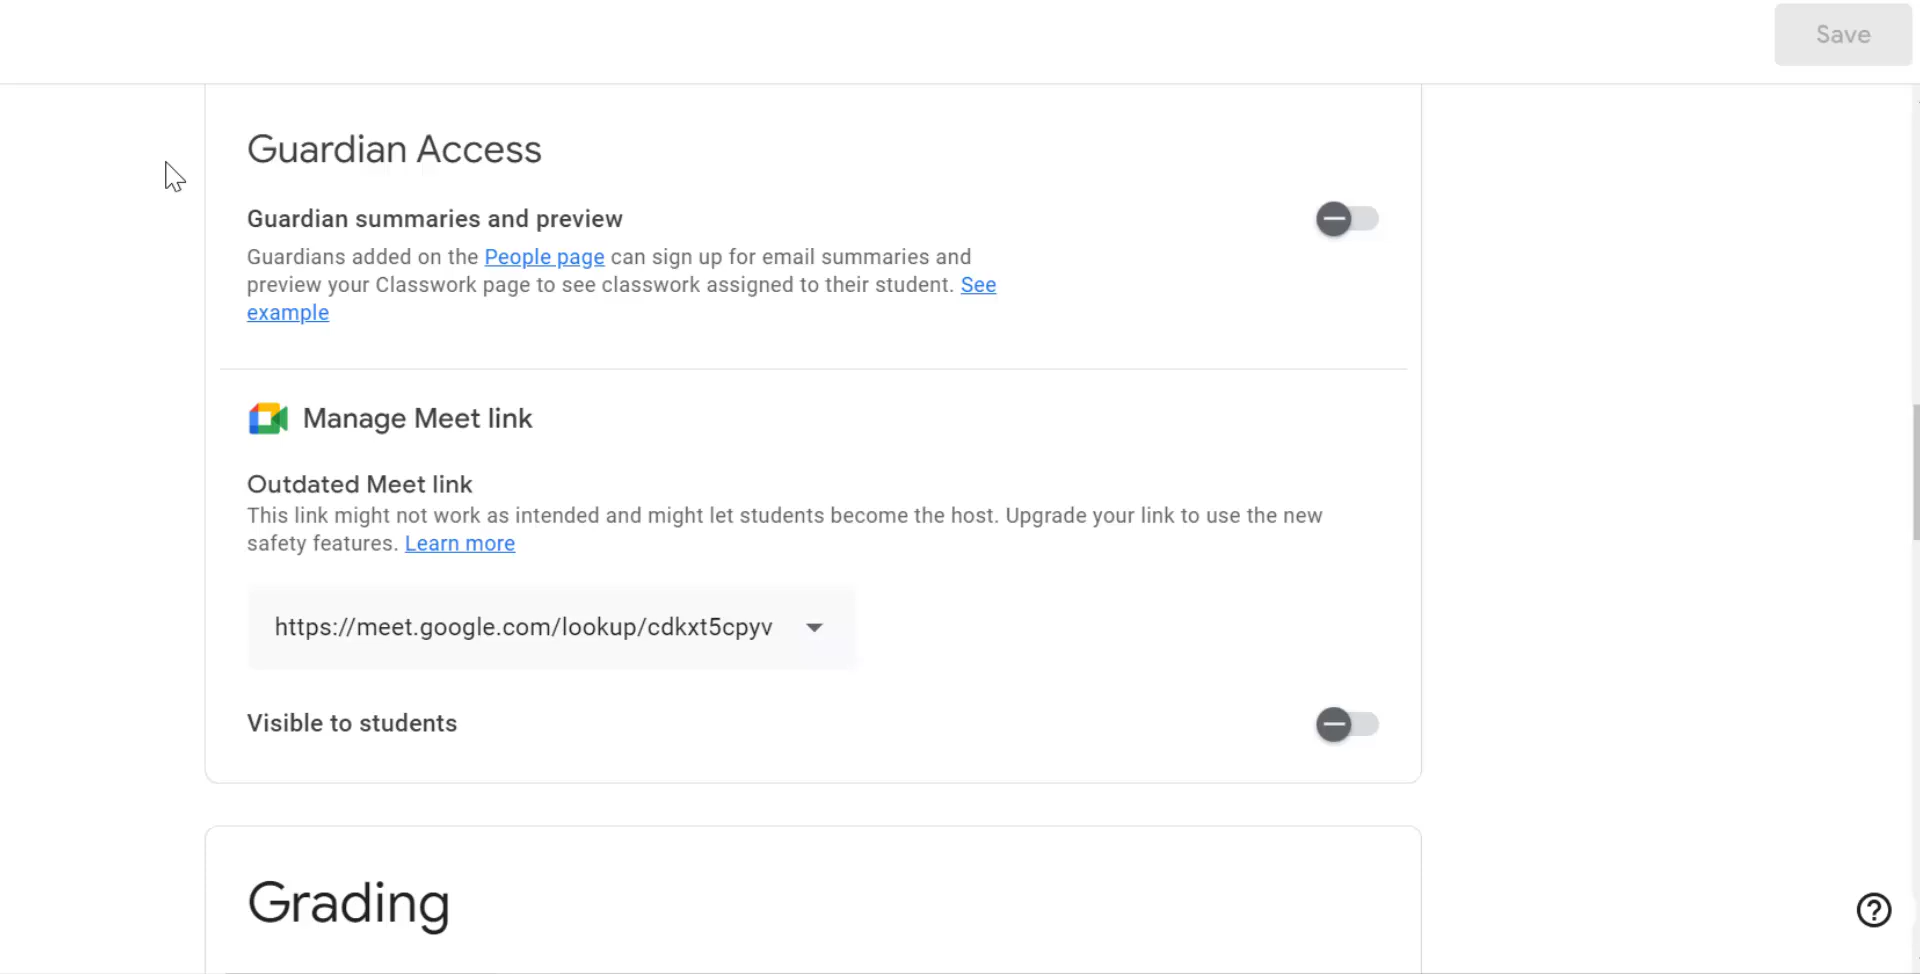 Save
Guardian Access
Guardian summaries and preview
Guardians added on the People page can sign up for email summaries and
preview your Classwork page to see classwork assigned to their student. See
example
Manage Meet link
Outdated Meet link
This link might not work as intended and might let students become the host. Upgrade your link to use the new
safety features. Learn more
https://meet.google.com/lookup/cdkxt5cpyv
Visible to students
Grading